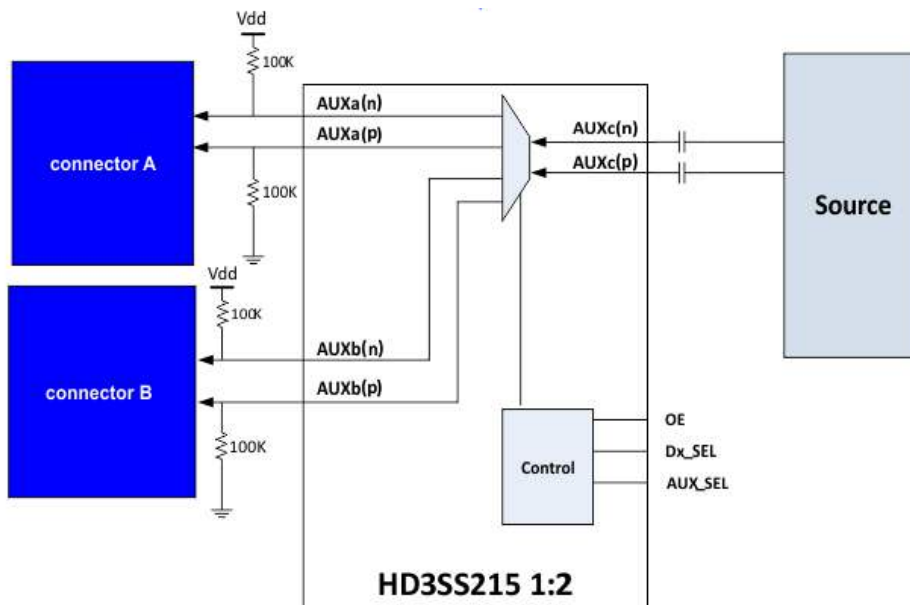 Vdd
100K
AUXa(n)
AUXa(p)
connector A
100K
AUXc(n)
AUXc(p)
Source
Vdd
100K
AUXb(n)
AUXb(p)
connector B
100K
OE
Dx_SEL
AUX_SEL
Control
HD3SS215 1:2